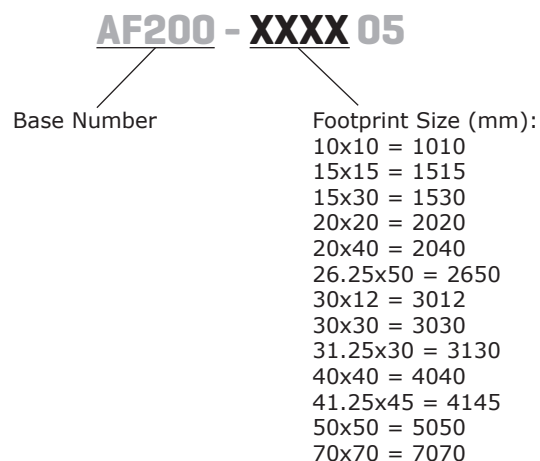 AF200 - XXXX 05
Base Number
Footprint Size (mm):
10x10 = 1010
15x15 = 1515
15x30 = 1530
20x20 = 2020
20x40 = 2040
26.25x50 = 2650
30x12 = 3012
30x30 = 3030
31.25x30 = 3130
40x40 = 4040
41.25x45 = 4145
50x50 = 5050
70x70 = 7070